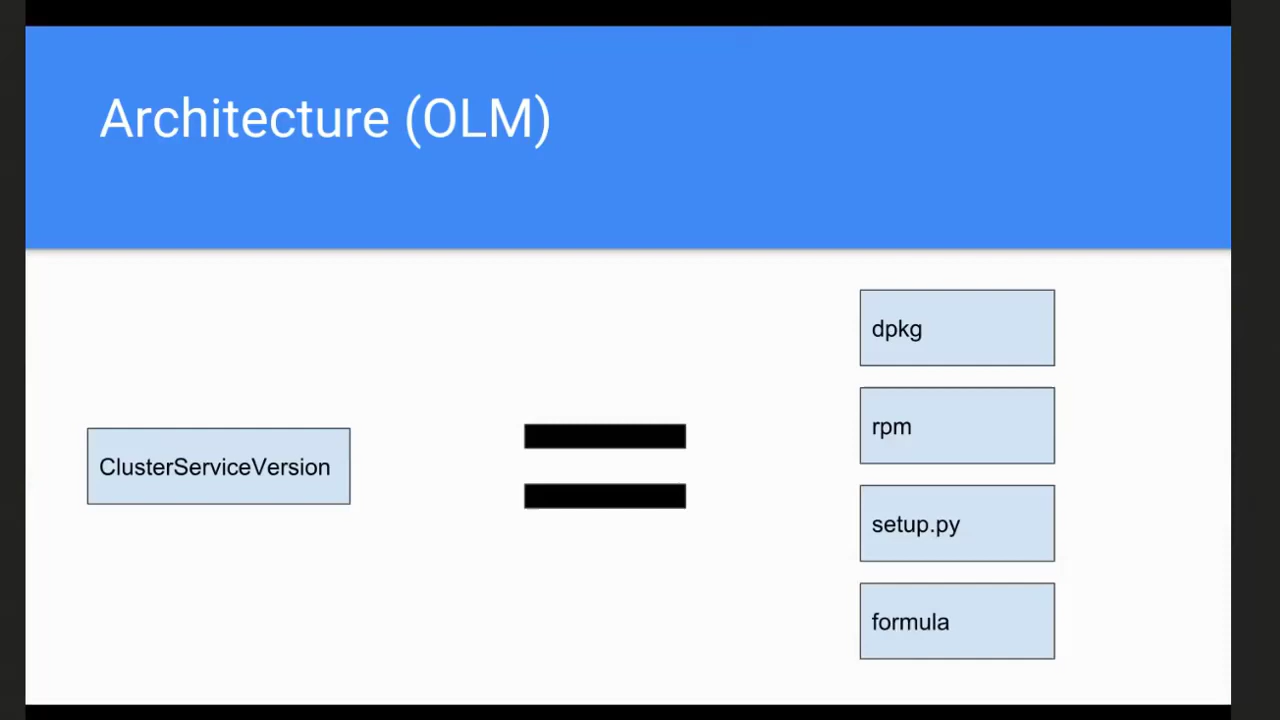 Architecture (OLM)
ClusterServiceVersion
dpkg
rpm
setup.py
formula